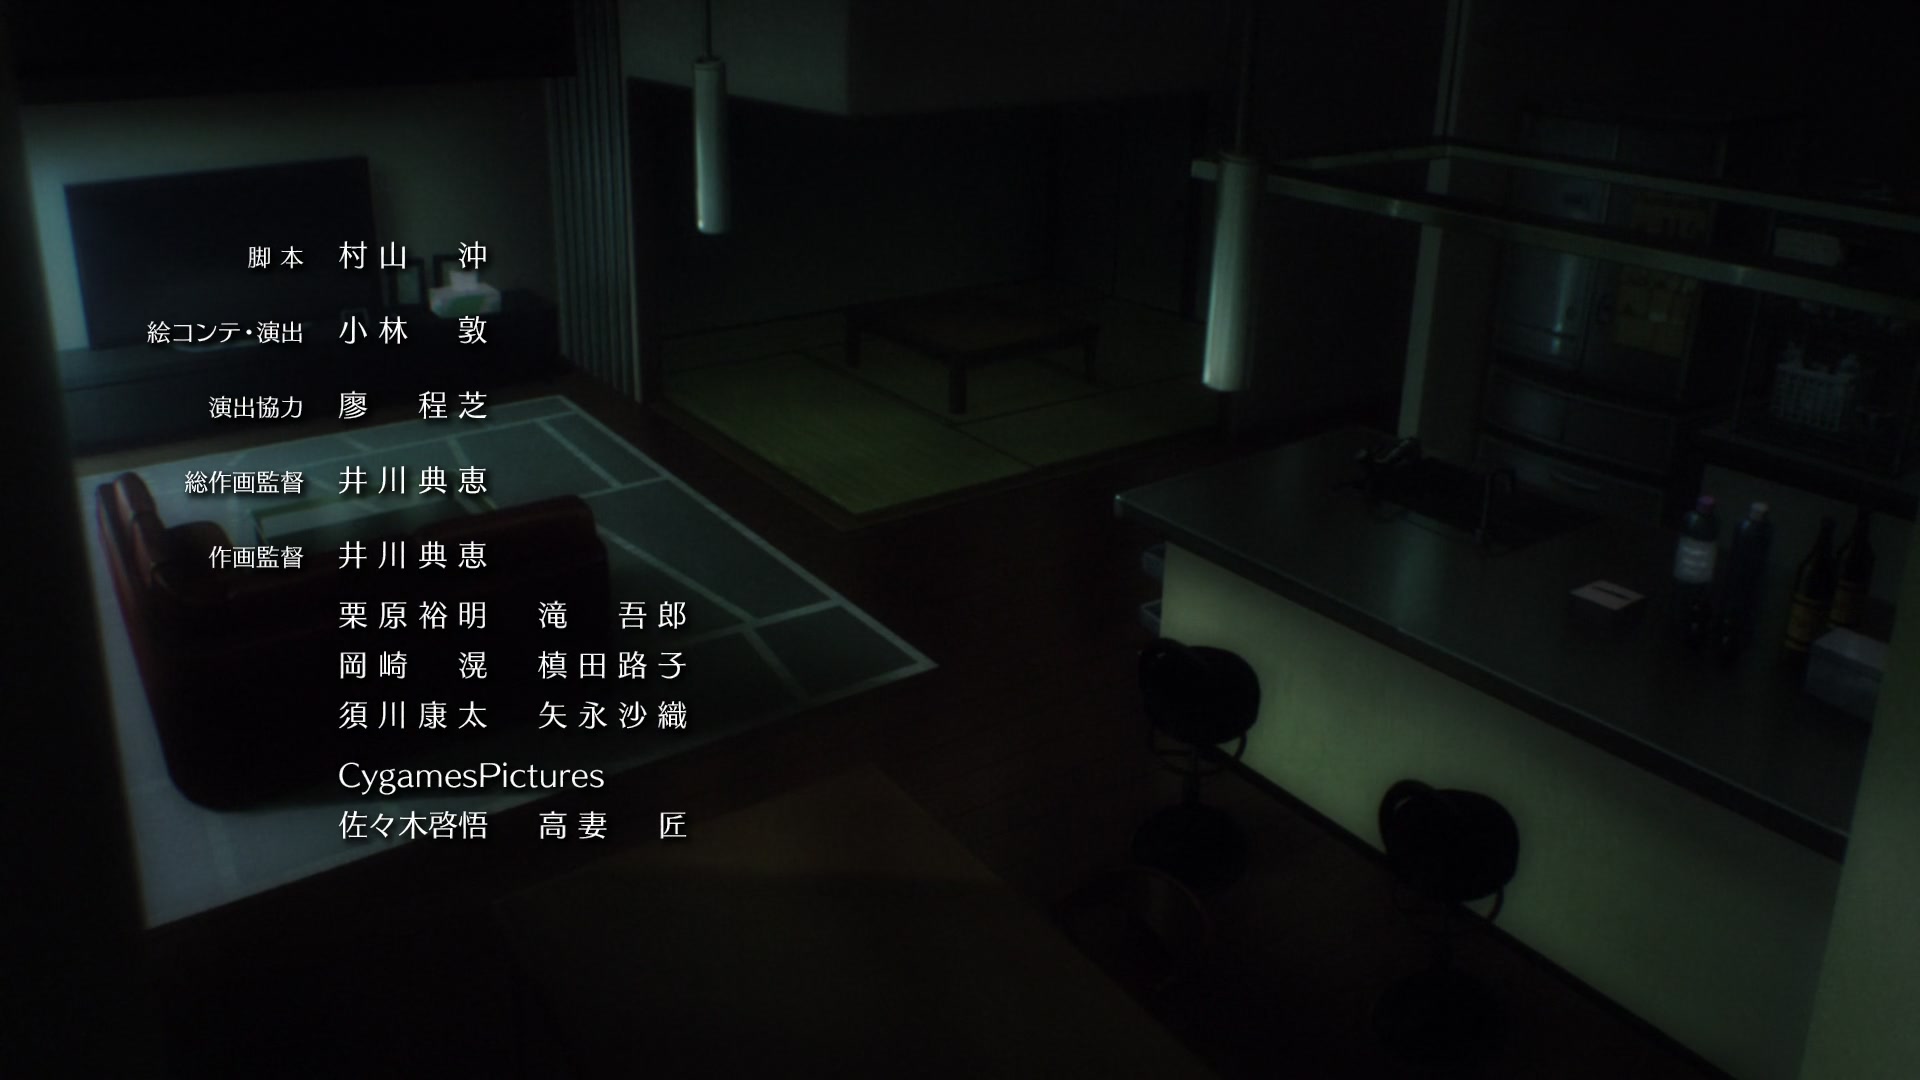 脚本 村山 沖
絵コンテ・演出 小林 敦
演出協力 廖 程芝
総作画監督 井川典恵
作画監督 井川典恵
栗原裕明 滝 吾郎
岡崎 滉 槙田路子
須川康太 矢永沙織
CygamesPictures
佐々木啓悟 高妻 匠